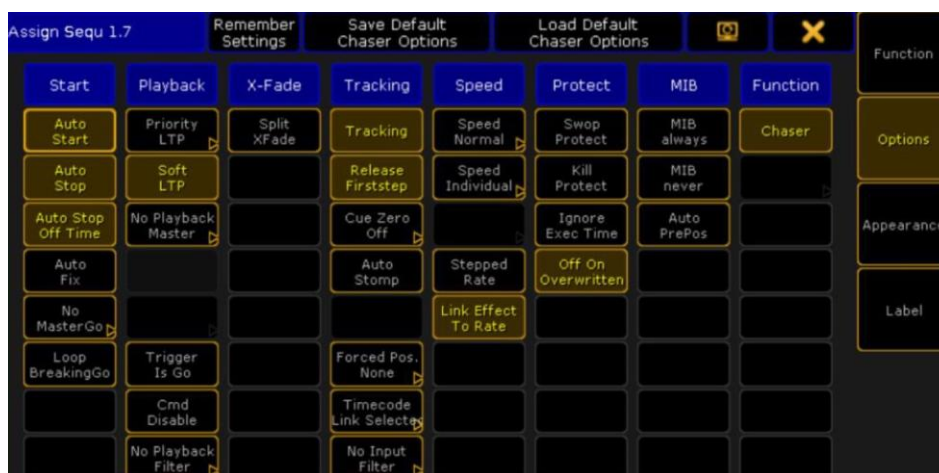 Assign Sequ 1.7
Remember
Settings
Save Default
Chaser Options
Load Default
Chaser Options
Function
Start
Playback
X-Fade
Tracking
Speed
Protect
MIB
Function
Auto
Start
Priority
LTP
Split
XFade
Tracking
Speed
Normal
Swop
Protect
MIB
always
Chaser
Options
Auto
Stop
Soft
LTP
Release
Firststep
Speed
Individual
Kill
Protect
MIB
never
Auto Stop
Off Time
No Playback
Master
Cue Zero
Off
Ignore
Exec Time
Auto
PrePos
Appearanc
Auto
Fix
Auto
Stomp
Stepped
Rate
Off On
Overwritten
No
MasterGo
Link Effect
To Rate
Label
Loop
BreakingGo
Trigger
Is Go
Forced Pos.
None
Cmd
Disable
Timecode
Link Selected
No Playback
Filter
No Input
Filter